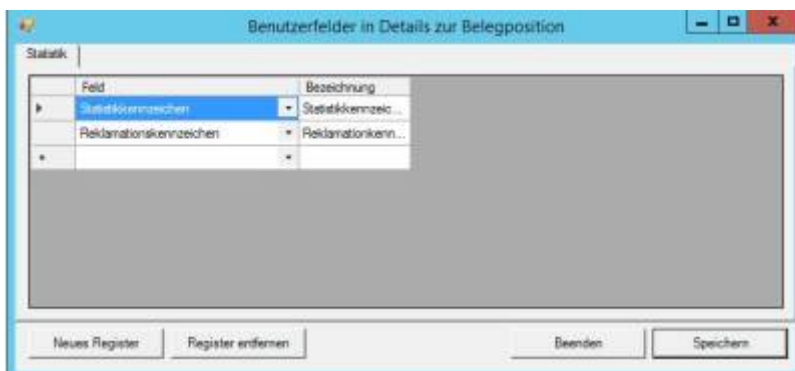 Benutzerfelder in Details zur Belegposition
Statistik
Feld Bezeichnung
Statistikkennzeichen Statistikkennzeic...
Reklamationskennzeichen Reklamationkenn...
Neues Register Register entfernen Beenden Speichern